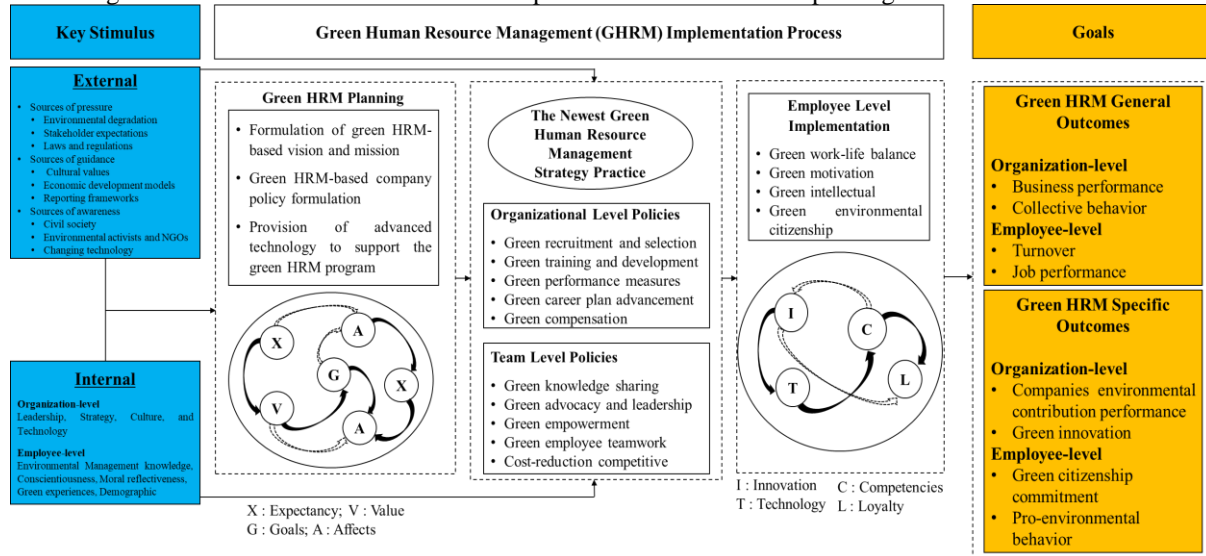 Key Stimulus
Green Human Resource Management (GHRM) Implementation Process
Goals
External
• Sources of pressure
• Environmental degradation
• Stakeholder expectations
• Laws and regulations
• Sources of guidance
• Cultural values
• Economic development models
• Reporting frameworks
• Sources of awareness
• Civil society
• Environmental activists and NGOs
• Changing technology
Internal
Organization-level
Leadership, Strategy, Culture, and
Technology
Employee-level
Environmental Management knowledge,
Conscientiousness, Moral reflectiveness,
Green experiences, Demographic
Green HRM Planning
• Formulation of green HRM-
based vision and mission
• Green HRM-based company
policy formulation
• Provision of advanced
technology to support the
green HRM program
X
A
G
X
V
A
X : Expectancy; V : Value
G : Goals; A : Affects
The Newest Green
Human Resource
Management
Strategy Practice
Organizational Level Policies
• Green recruitment and selection
• Green training and development
• Green performance measures
• Green career plan advancement
• Green compensation
Team Level Policies
• Green knowledge sharing
• Green advocacy and leadership
• Green empowerment
• Green employee teamwork
• Cost-reduction competitive
Employee Level
Implementation
• Green work-life balance
• Green motivation
• Green intellectual
• Green environmental
citizenship
I
C
T
L
I : Innovation C : Competencies
T : Technology L : Loyalty
Green HRM General
Outcomes
Organization-level
• Business performance
• Collective behavior
Employee-level
• Turnover
• Job performance
Green HRM Specific
Outcomes
Organization-level
• Companies environmental
contribution performance
• Green innovation
Employee-level
• Green citizenship
commitment
• Pro-environmental
behavior